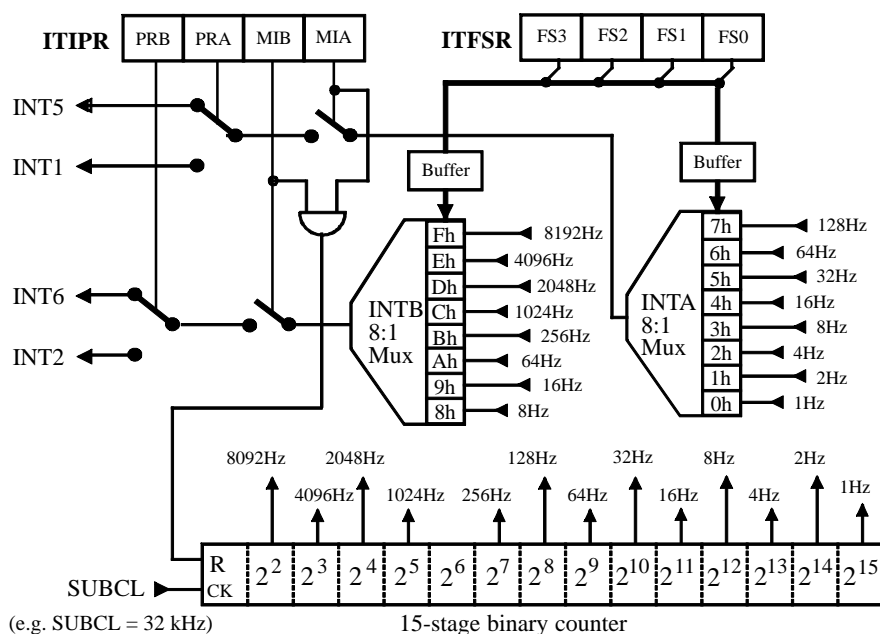 ITIPR PRB PRA MIB MIA
ITFSR FS3 FS2 FS1 FS0
INT5
INT1
INT6
INT2
Buffer
Buffer
INTB
8:1
Mux
Fh 8192Hz
Eh 4096Hz
Dh 2048Hz
Ch 1024Hz
Bh 256Hz
Ah 64Hz
9h 16Hz
8h 8Hz
INTA
8:1
Mux
7h 128Hz
6h 64Hz
5h 32Hz
4h 16Hz
3h 8Hz
2h 4Hz
1h 2Hz
0h 1Hz
8092Hz 2048Hz 128Hz 32Hz 8Hz 2Hz
4096Hz 1024Hz 256Hz 64Hz 16Hz 4Hz 1Hz
R
CK
2^2 2^3 2^4 2^5 2^6 2^7 2^8 2^9 2^10 2^11 2^12 2^13 2^14 2^15
SUBCL
(e.g. SUBCL = 32 kHz)
15-stage binary counter